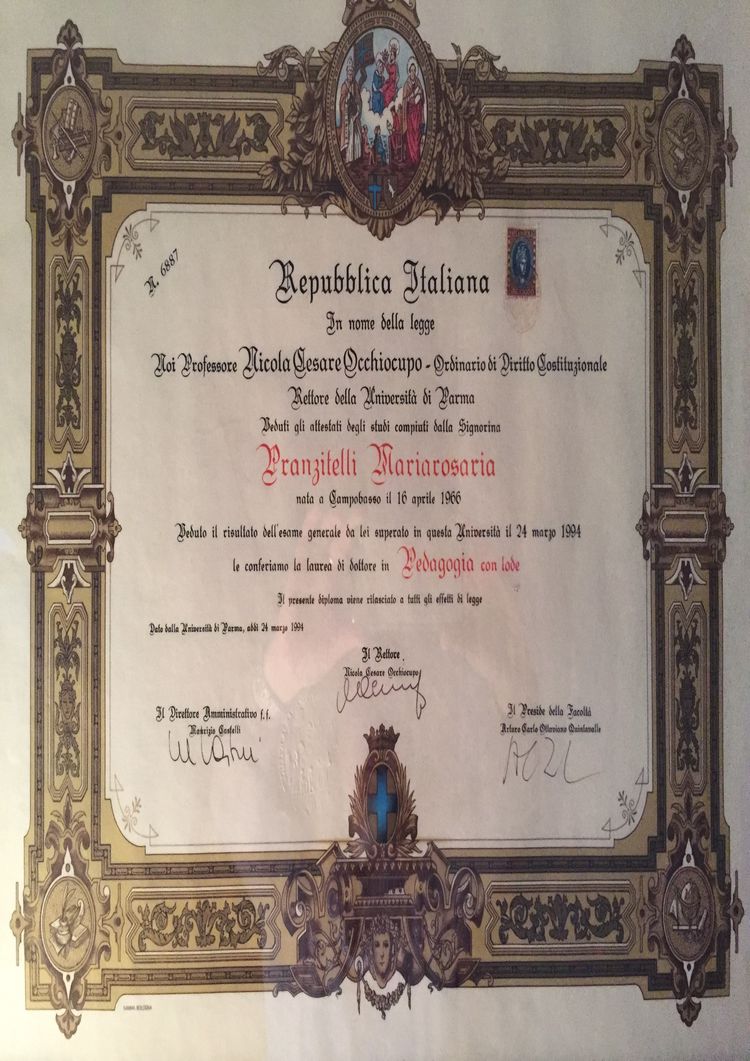 N. 6887
Repubblica Italiana
In nome della legge
Noi Professore Nicola Cesare Occhiocupo - Ordinario di Diritto Costituzionale
Rettore della Università di Parma
Veduti gli attestati degli studi compiuti dalla Signorina
Pranzitelli Mariarosaria
nata a Campobasso il 16 aprile 1966
Veduto il risultato dell'esame generale da lei superato in questa Università il 24 marzo 1994
le conferiamo la laurea di dottore in Pedagogia con lode
Il presente diploma viene rilasciato a tutti gli effetti di legge
Dato dalla Università di Parma, addì 24 marzo 1994
Il Rettore
Nicola Cesare Occhiocupo
Il Direttore Amministrativo f.f.
Maurizio Castelli
Il Preside della Facoltà
Arturo Carlo Ottaviano Quintavalle